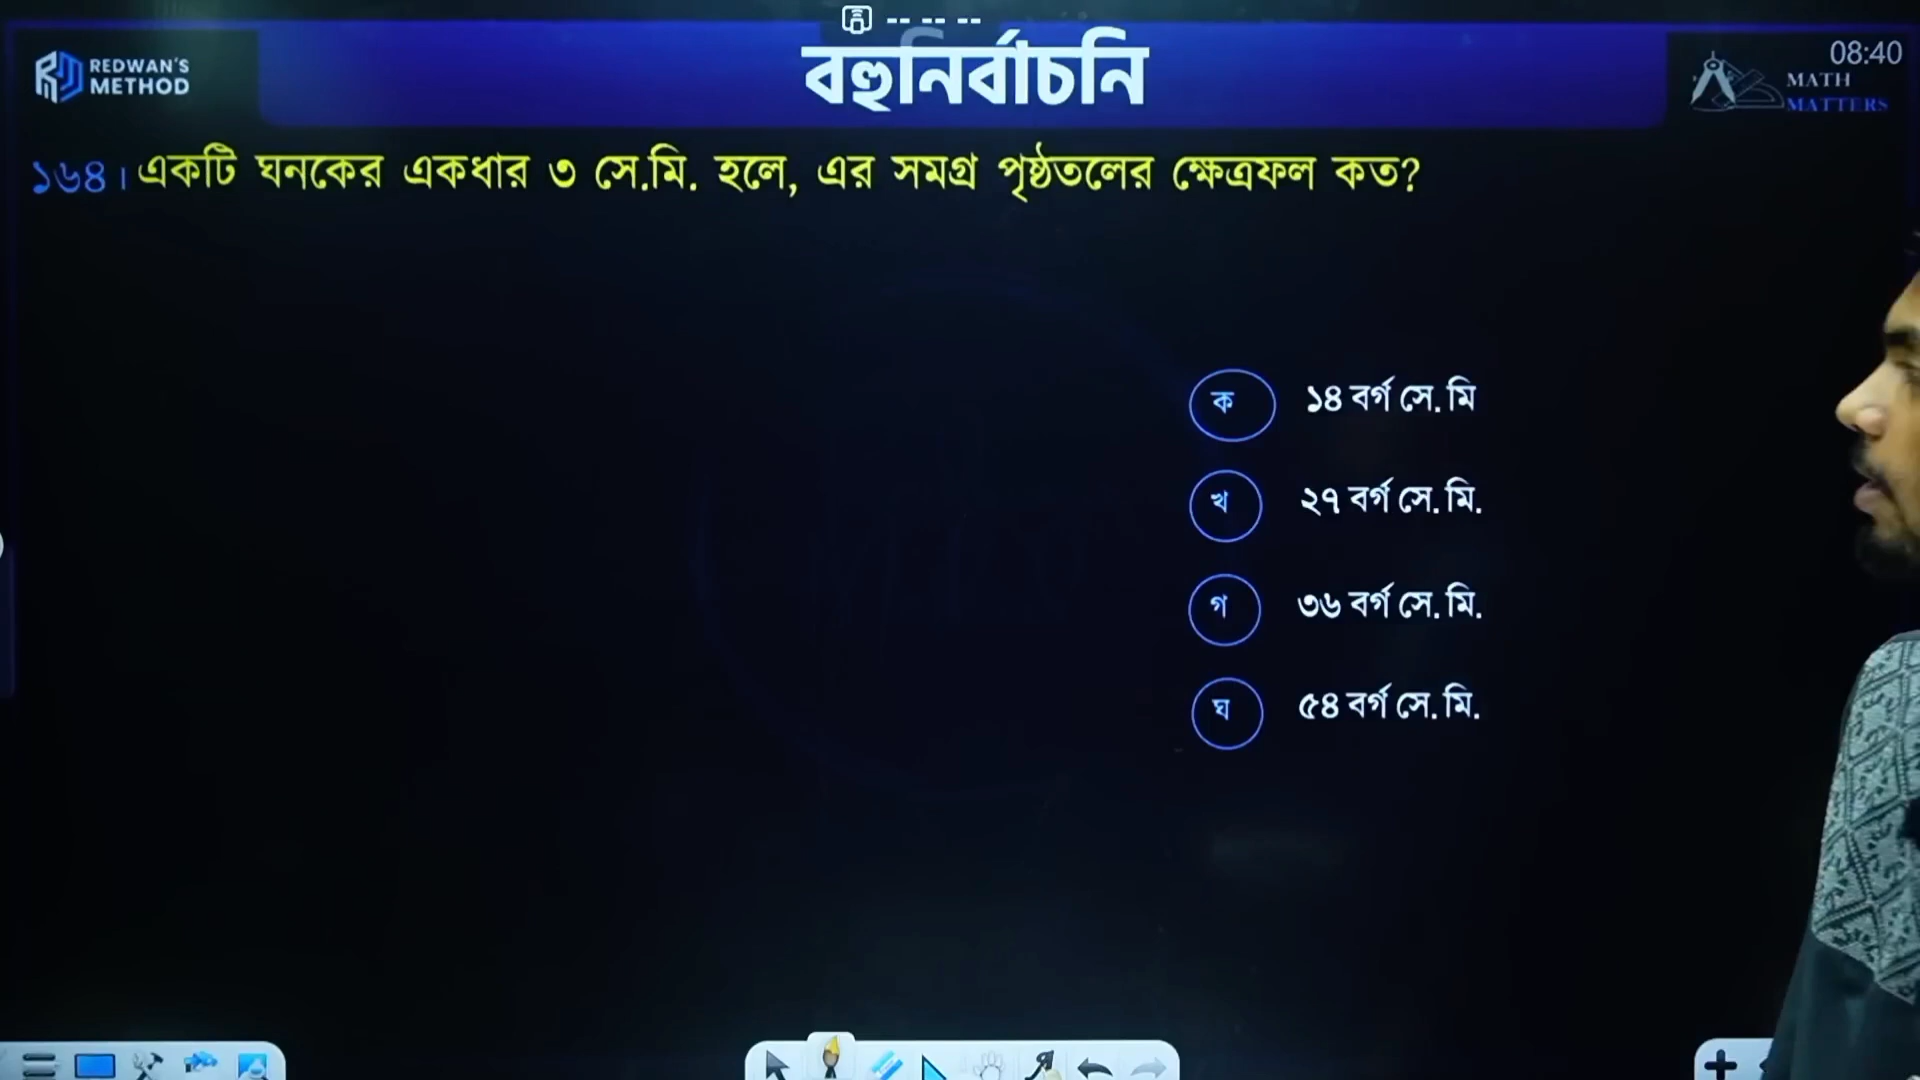 REDWAN'S
METHOD
বহুনির্বাচনি
08:40
MATH
MATTERS
১৬৪। একটি ঘনকের একধার ৩ সে.মি. হলে, এর সমগ্র পৃষ্ঠতলের ক্ষেত্রফল কত?
ক ১৪ বর্গ সে. মি
খ ২৭ বর্গ সে. মি.
গ ৩৬ বর্গ সে. মি.
ঘ ৫৪ বর্গ সে. মি.